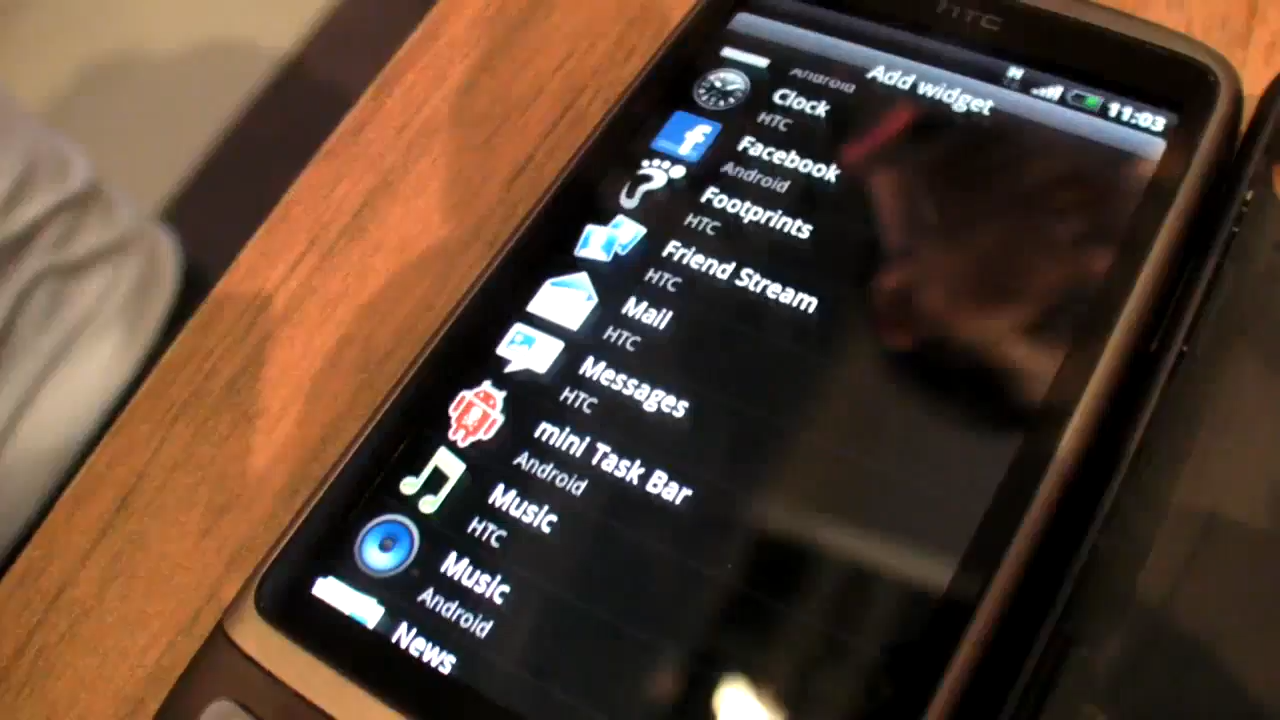 hTC
11:03
Add widget
Android
Clock
HTC
Facebook
Android
Footprints
HTC
Friend Stream
HTC
Mail
HTC
Messages
HTC
mini Task Bar
Android
Music
HTC
Music
Android
News